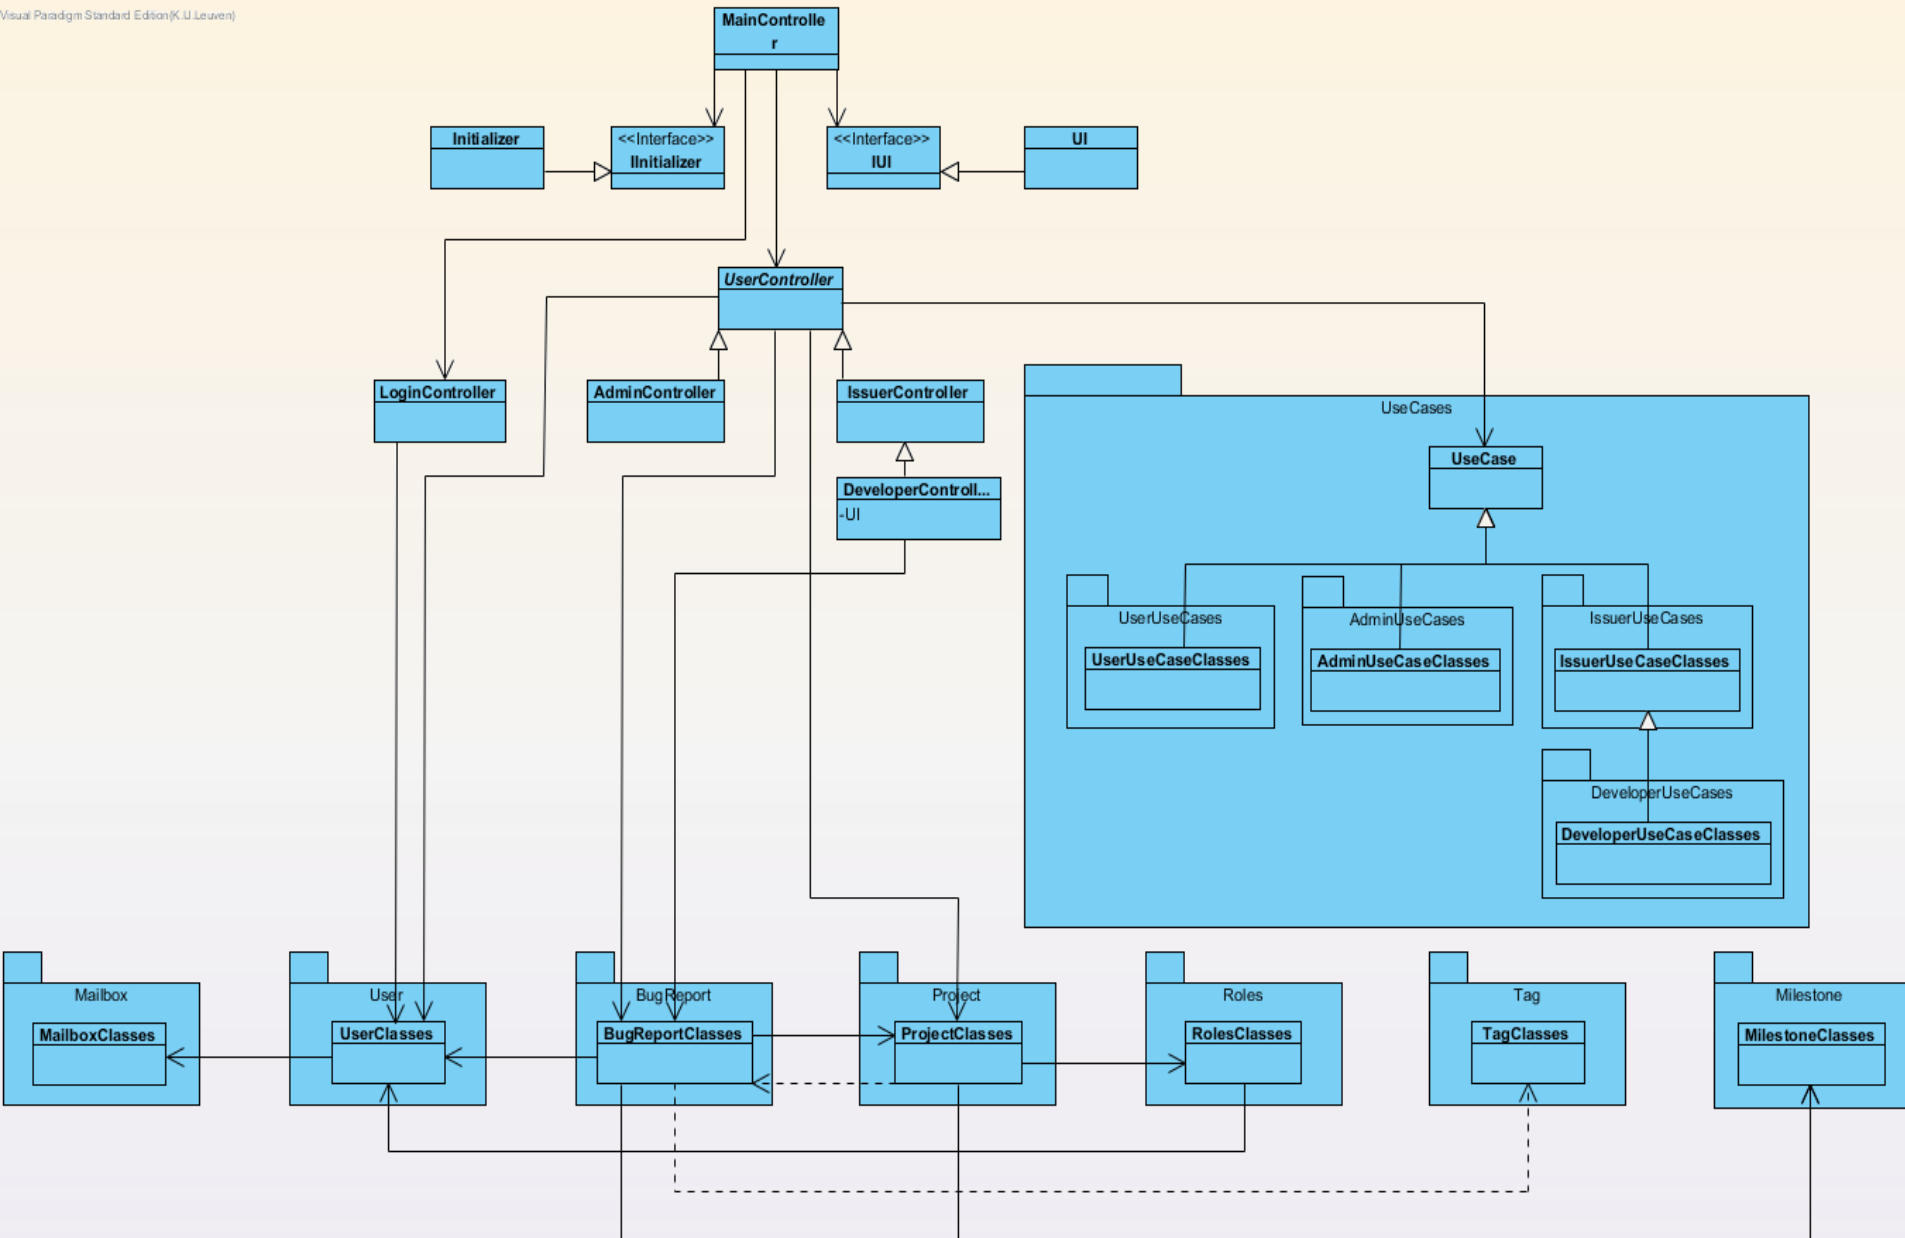 Visual Paradigm Standard Edition(K.U.Leuven)
MainControlle
r
Initializer
<<Interface>>
IInitializer
<<Interface>>
IUI
UI
UserController
LoginController
AdminController
IssuerController
DeveloperControll...
-UI
UseCases
UseCase
UserUseCases
UserUseCaseClasses
AdminUseCases
AdminUseCaseClasses
IssuerUseCases
IssuerUseCaseClasses
DeveloperUseCases
DeveloperUseCaseClasses
Mailbox
MailboxClasses
User
UserClasses
BugReport
BugReportClasses
Project
ProjectClasses
Roles
RolesClasses
Tag
TagClasses
Milestone
MilestoneClasses